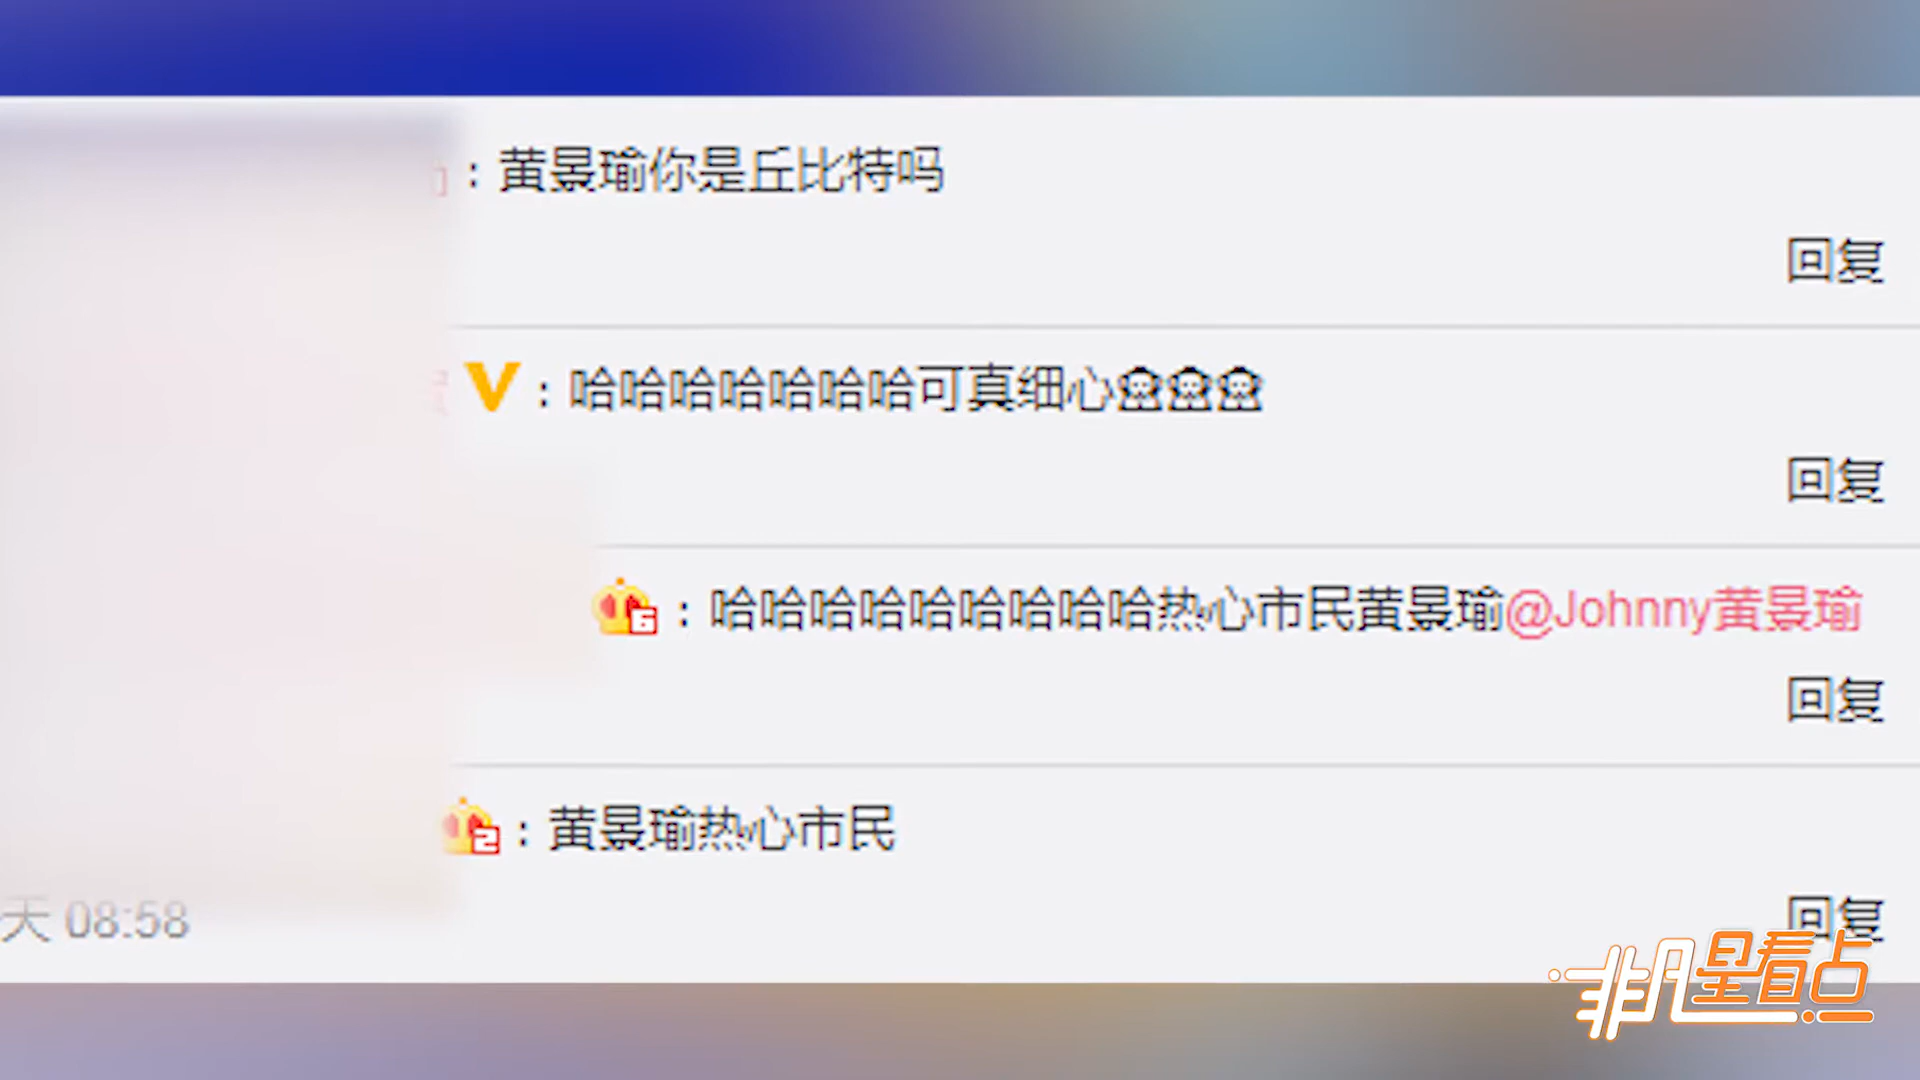 ：黄景瑜你是丘比特吗
回复
：哈哈哈哈哈哈哈可真细心
回复
6：哈哈哈哈哈哈哈哈哈热心市民黄景瑜@Johnny黄景瑜
回复
2：黄景瑜热心市民
天 08:58
回复
非凡星看点